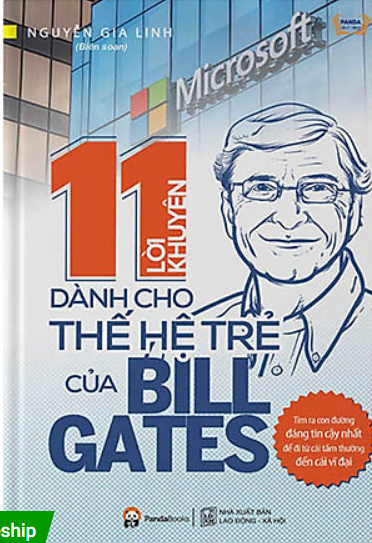 NGUYỄN GIA LINH
(Biên soạn)
PANDA
Microsoft
11
LỜI
KHUYÊN
DÀNH CHO
THẾ HỆ TRẺ
CỦA BILL
GATES
Tìm ra con đường
đáng tin cậy nhất
để đi từ cái tầm thường
đến cái vĩ đại
PandaBooks
NHÀ XUẤT BẢN
LAO ĐỘNG - XÃ HỘI
eship